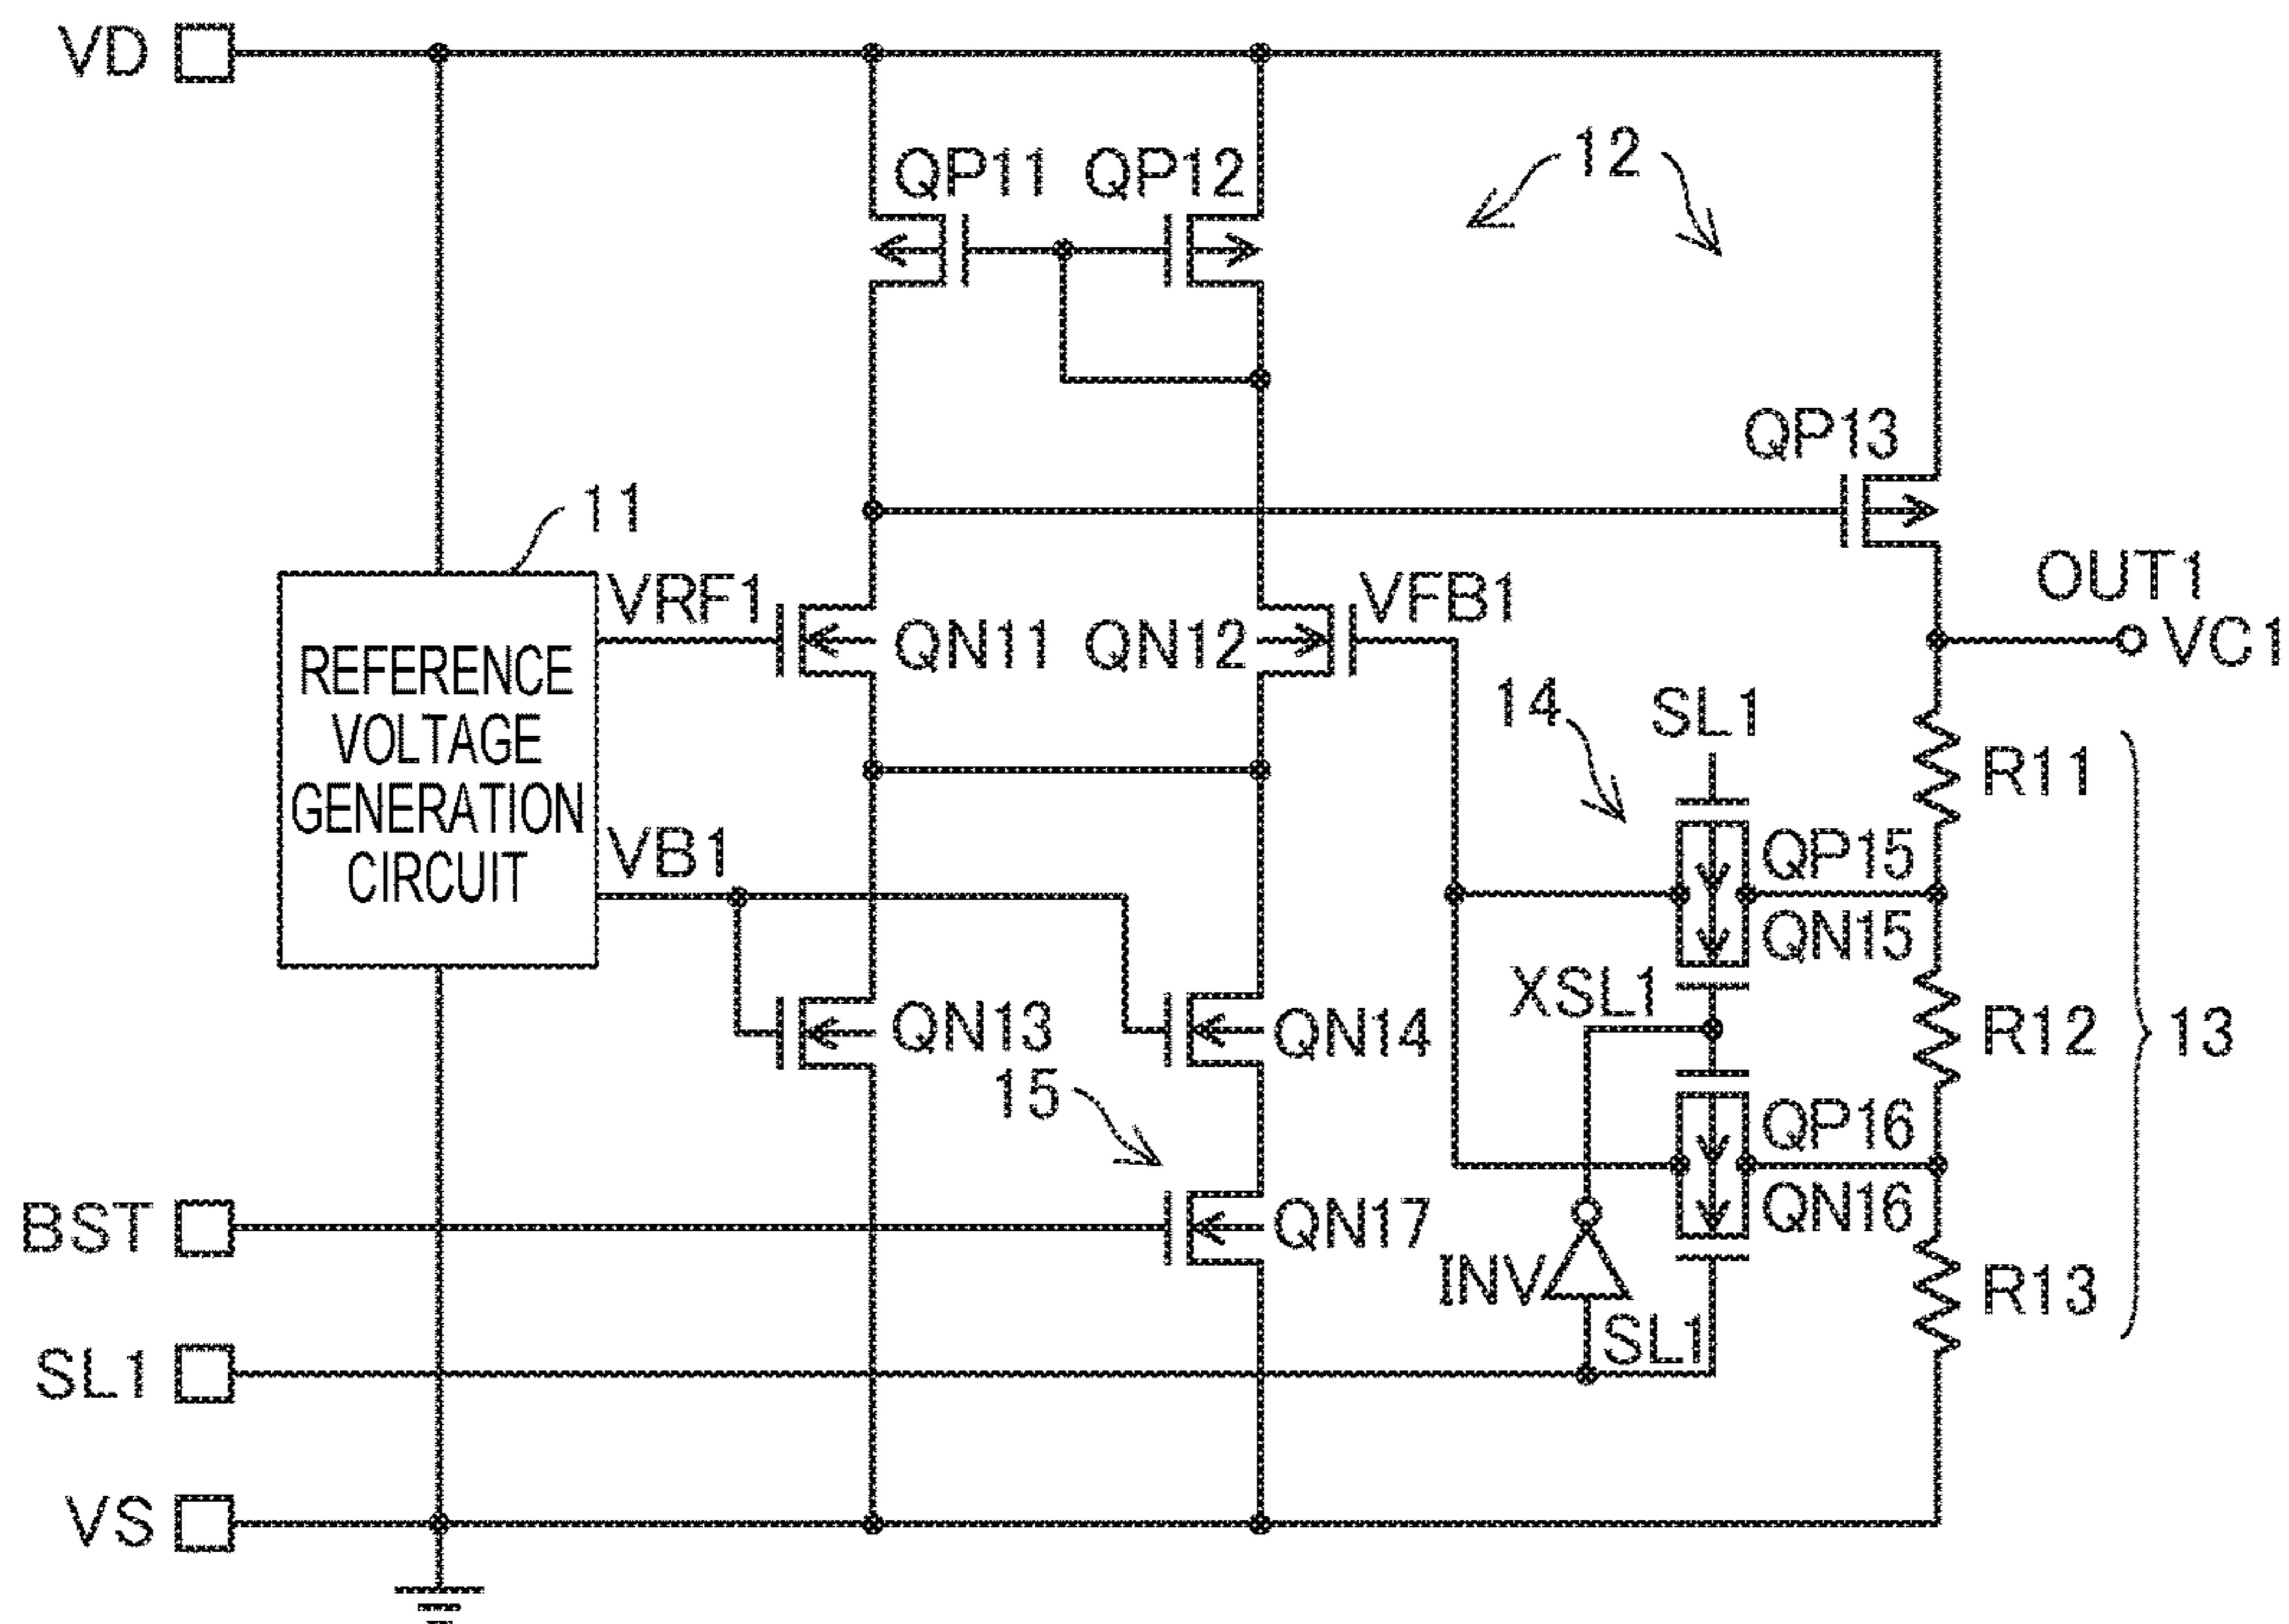 VD
12
QP11
QP12
QP13
11
OUT1
VRF1
VFB1
VC1
QN11
QN12
REFERENCE
VOLTAGE
GENERATION
CIRCUIT
14
SL1
R11
VB1
QP15
QN15
XSL1
QN13
QN14
R12
13
15
QP16
BST
QN17
QN16
INV
R13
SL1
SL1
VS